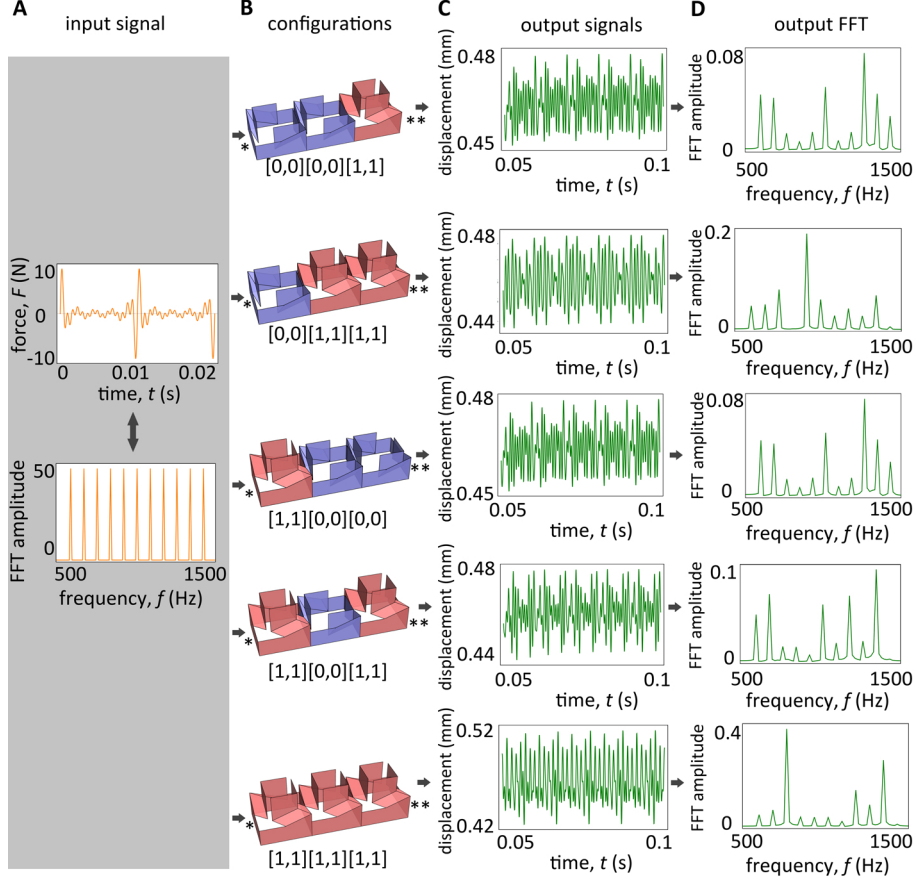 A
input signal
B
configurations
C
output signals
D
output FFT
10
0
-10
force, F (N)
0
0.01
0.02
time, t (s)
50
0
FFT amplitude
500
1500
frequency, f (Hz)
*
**
[0,0][0,0][1,1]
0.48
0.45
displacement (mm)
0.05
0.1
time, t (s)
0.08
0
FFT amplitude
500
1500
frequency, f (Hz)
*
**
[0,0][1,1][1,1]
0.48
0.44
displacement (mm)
0.05
0.1
time, t (s)
0.2
0
FFT amplitude
500
1500
frequency, f (Hz)
*
**
[1,1][0,0][0,0]
0.48
0.45
displacement (mm)
0.05
0.1
time, t (s)
0.08
0
FFT amplitude
500
1500
frequency, f (Hz)
*
**
[1,1][0,0][1,1]
0.48
0.44
displacement (mm)
0.05
0.1
time, t (s)
0.1
0
FFT amplitude
500
1500
frequency, f (Hz)
*
**
[1,1][1,1][1,1]
0.52
0.42
displacement (mm)
0.05
0.1
time, t (s)
0.4
0
FFT amplitude
500
1500
frequency, f (Hz)